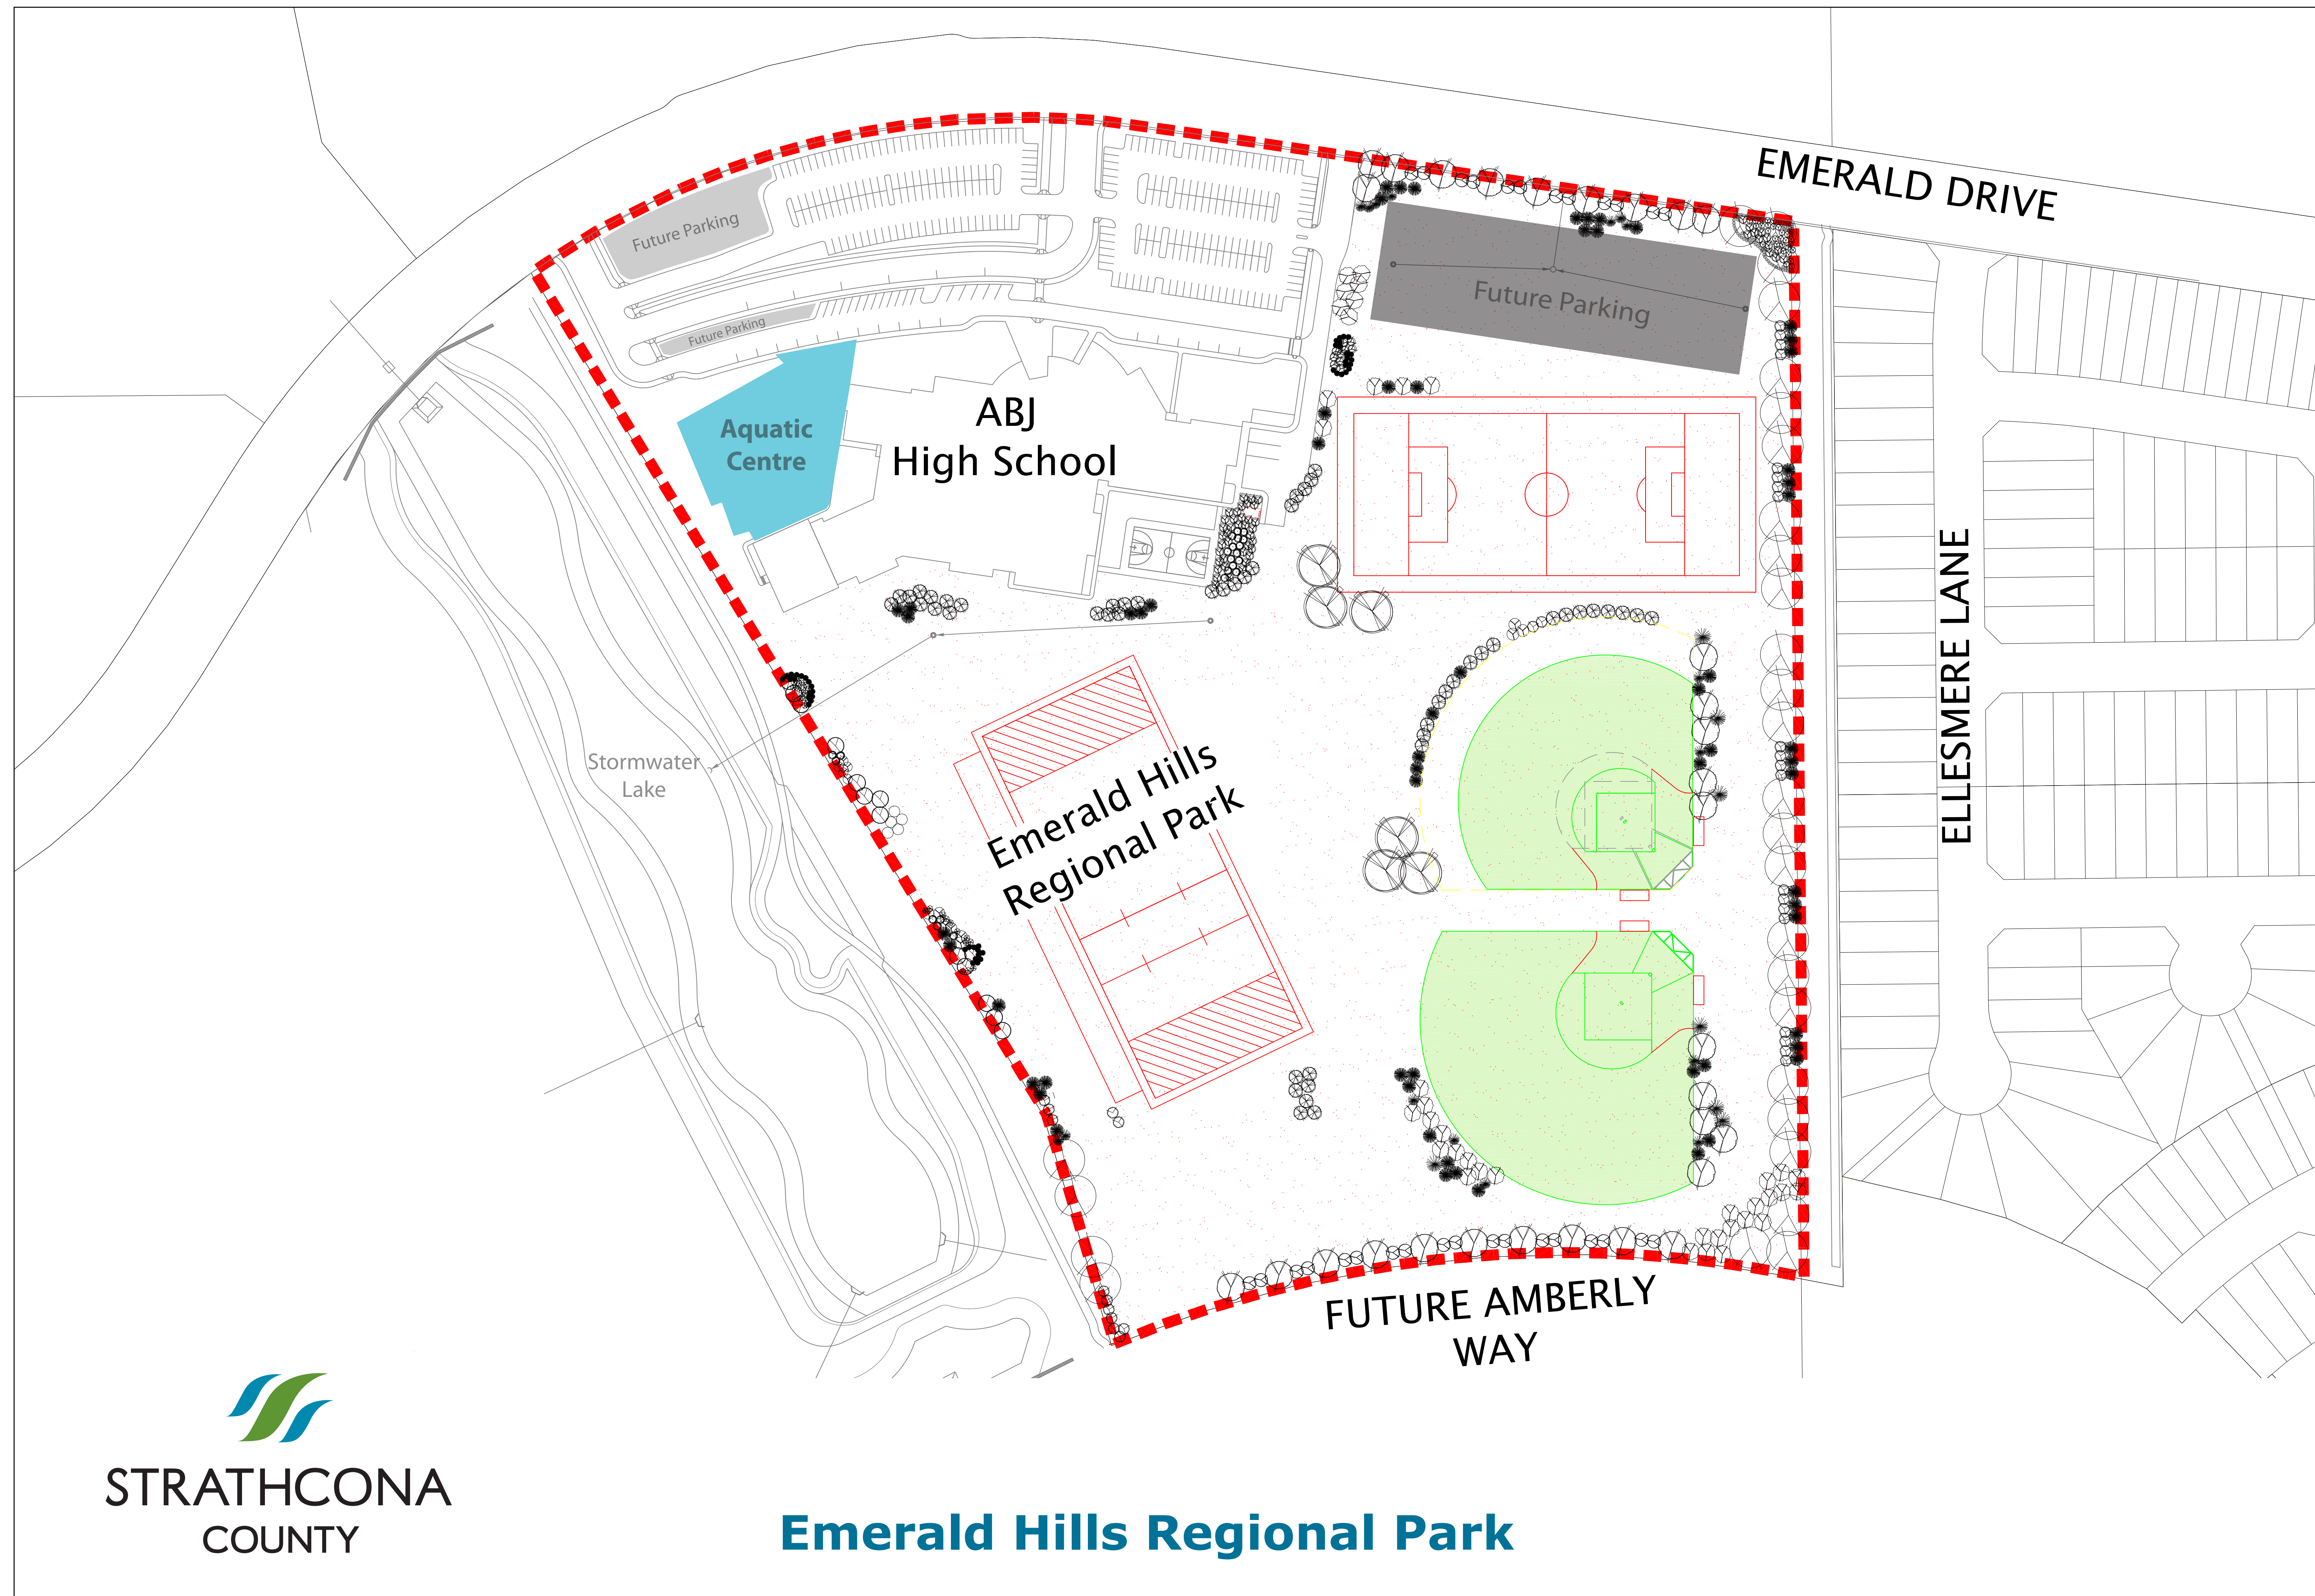 EMERALD DRIVE
Future Parking
Future Parking
Future Parking
Aquatic
Centre
ABJ
High School
ELLESMERE LANE
Stormwater
Lake
Emerald Hills
Regional Park
FUTURE AMBERLY
WAY
STRATHCONA
COUNTY
Emerald Hills Regional Park